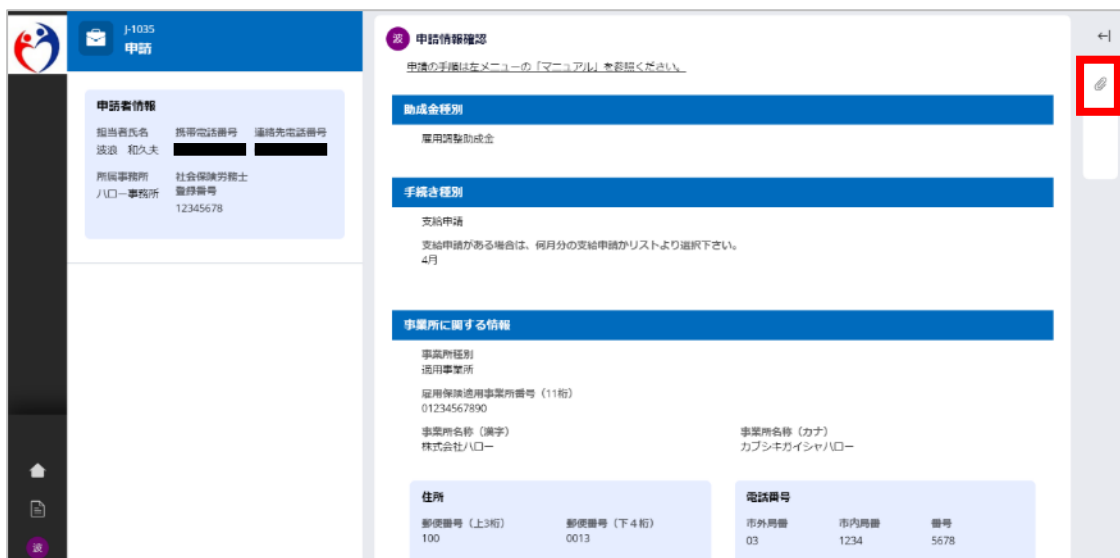 J-1035
申請
申請者情報
担当者氏名 携帯電話番号 連絡先電話番号
波浪 和久夫
所属事務所 社会保険労務士
ハロー事務所 登録番号
12345678
波 申請情報確認
申請の手順は左メニューの「マニュアル」を参照ください。
助成金種別
雇用調整助成金
手続き種別
支給申請
支給申請がある場合は、何月分の支給申請かリストより選択下さい。
4月
事業所に関する情報
事業所種別
適用事業所
雇用保険適用事業所番号（11桁）
01234567890
事業所名称（漢字） 事業所名称（カナ）
株式会社ハロー カブシキガイシャハロー
住所
郵便番号（上3桁） 郵便番号（下４桁）
100 0013
電話番号
市外局番 市内局番 番号
03 1234 5678
波